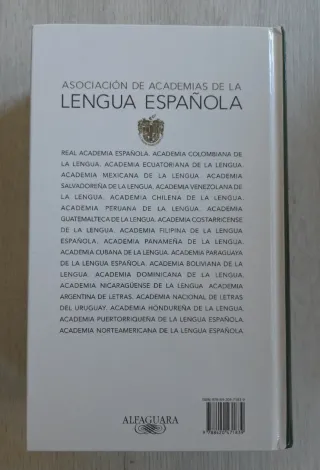 ASOCIACIÓN DE ACADEMIAS DE LA
LENGUA ESPAÑOLA
REAL ACADEMIA ESPAÑOLA. ACADEMIA COLOMBIANA DE
LA LENGUA. ACADEMIA ECUATORIANA DE LA LENGUA.
ACADEMIA MEXICANA DE LA LENGUA. ACADEMIA
SALVADOREÑA DE LA LENGUA. ACADEMIA VENEZOLANA DE
LA LENGUA. ACADEMIA CHILENA DE LA LENGUA.
ACADEMIA PERUANA DE LA LENGUA. ACADEMIA
GUATEMALTECA DE LA LENGUA. ACADEMIA COSTARRICENSE
DE LA LENGUA. ACADEMIA FILIPINA DE LA LENGUA
ESPAÑOLA. ACADEMIA PANAMEÑA DE LA LENGUA.
ACADEMIA CUBANA DE LA LENGUA. ACADEMIA PARAGUAYA
DE LA LENGUA ESPAÑOLA. ACADEMIA BOLIVIANA DE LA
LENGUA. ACADEMIA DOMINICANA DE LA LENGUA.
ACADEMIA NICARAGÜENSE DE LA LENGUA. ACADEMIA
ARGENTINA DE LETRAS. ACADEMIA NACIONAL DE LETRAS
DEL URUGUAY. ACADEMIA HONDUREÑA DE LA LENGUA.
ACADEMIA PUERTORRIQUEÑA DE LA LENGUA ESPAÑOLA.
ACADEMIA NORTEAMERICANA DE LA LENGUA ESPAÑOLA
ALFAGUARA